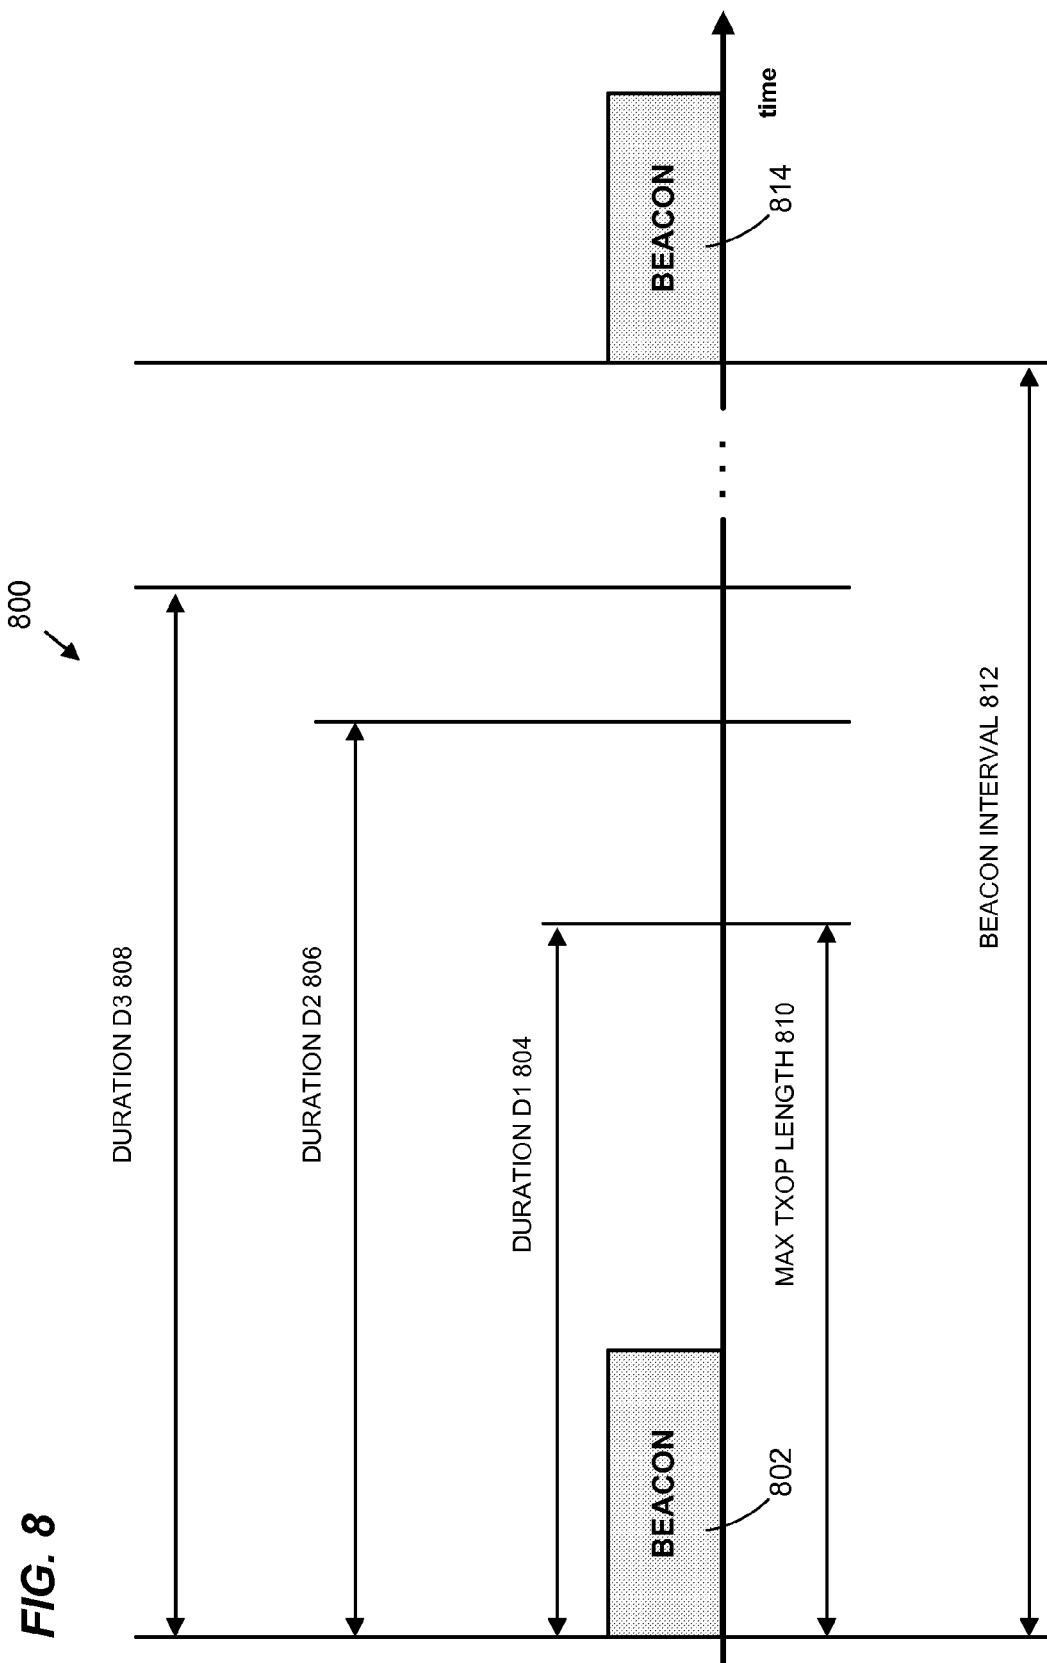 FIG. 8
800
DURATION D3 808
DURATION D2 806
DURATION D1 804
BEACON
BEACON
802
814
time
MAX TXOP LENGTH 810
BEACON INTERVAL 812